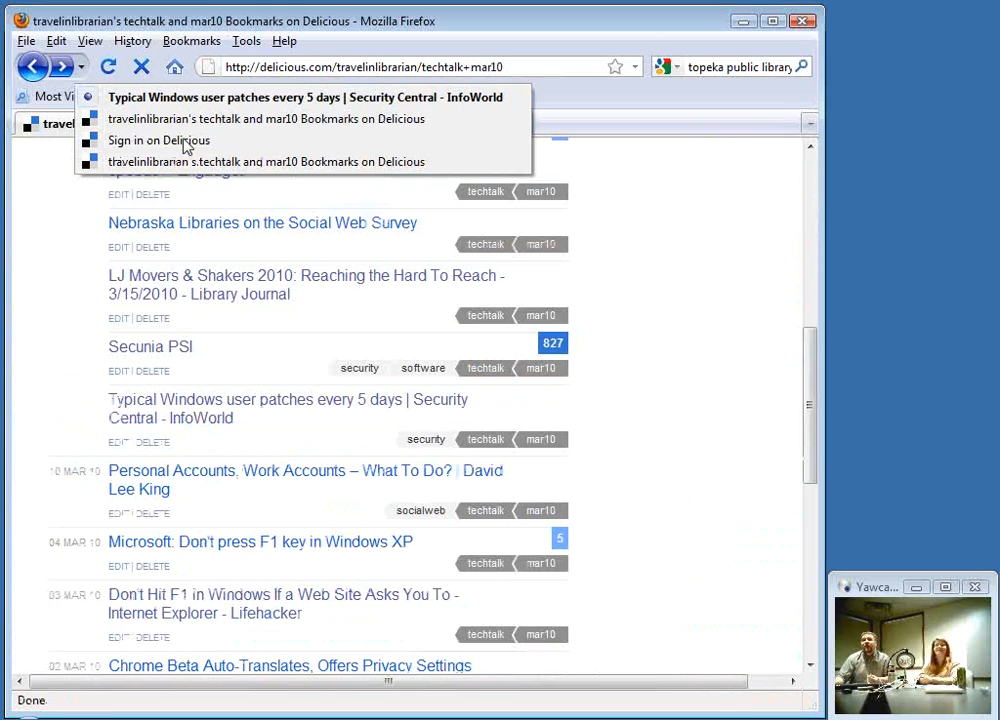 travelinlibrarian's techtalk and mar10 Bookmarks on Delicious - Mozilla Firefox
File Edit View History Bookmarks Tools Help
http://delicious.com/travelinlibrarian/techtalk+mar10
topeka public library
Most Vi
Typical Windows user patches every 5 days | Security Central - InfoWorld
travelinlibrarian's techtalk and mar10 Bookmarks on Delicious
Sign in on Delicious
travelinlibrarian's techtalk and mar10 Bookmarks on Delicious
travel
EDIT | DELETE
techtalk mar10
Nebraska Libraries on the Social Web Survey
EDIT | DELETE
techtalk mar10
LJ Movers & Shakers 2010: Reaching the Hard To Reach -
3/15/2010 - Library Journal
EDIT | DELETE
techtalk mar10
Secunia PSI
827
EDIT | DELETE
security software techtalk mar10
Typical Windows user patches every 5 days | Security
Central - InfoWorld
EDIT | DELETE
security techtalk mar10
10 MAR 10
Personal Accounts, Work Accounts – What To Do? | David
Lee King
EDIT | DELETE
socialweb techtalk mar10
04 MAR 10
Microsoft: Don't press F1 key in Windows XP
5
EDIT | DELETE
techtalk mar10
03 MAR 10
Don't Hit F1 in Windows If a Web Site Asks You To -
Internet Explorer - Lifehacker
EDIT | DELETE
techtalk mar10
02 MAR 10
Chrome Beta Auto-Translates, Offers Privacy Settings
Done
Yawca...